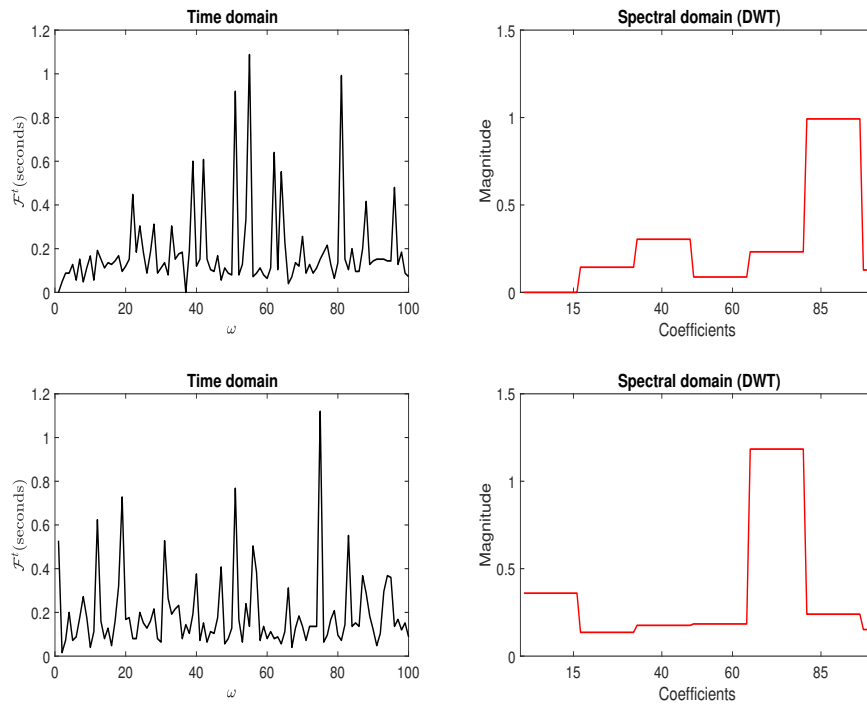 Time domain
Spectral domain (DWT)
1.2
1
0.8
0.6
0.4
0.2
0
0 20 40 60 80 100
ω
𝓕ᵗ(seconds)
1.5
1
0.5
0
15 40 60 85
Coefficients
Magnitude
Time domain
Spectral domain (DWT)
1.2
1
0.8
0.6
0.4
0.2
0
0 20 40 60 80 100
ω
𝓕ᵗ(seconds)
1.5
1
0.5
0
15 40 60 85
Coefficients
Magnitude